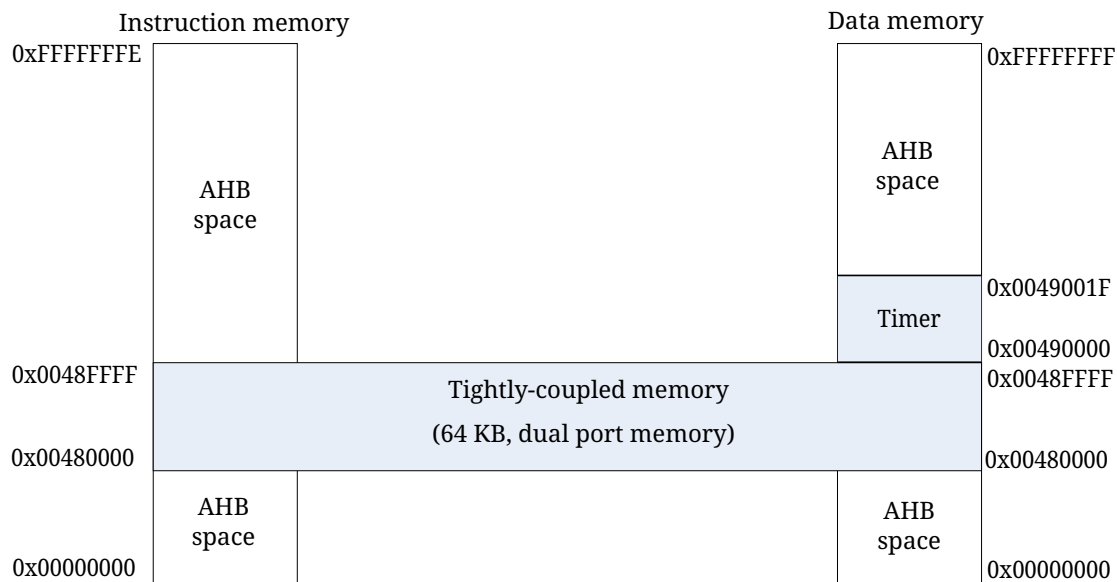 Instruction memory
Data memory
0xFFFFFFFE
0xFFFFFFFF
AHB
space
AHB
space
0x0049001F
Timer
0x00490000
0x0048FFFF
0x0048FFFF
Tightly-coupled memory
(64 KB, dual port memory)
0x00480000
0x00480000
AHB
space
AHB
space
0x00000000
0x00000000